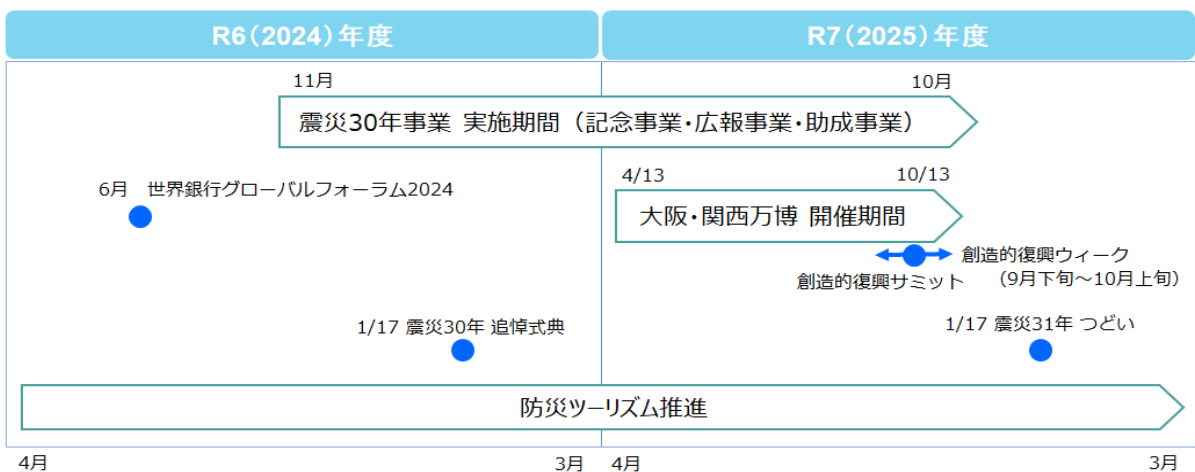 R6(2024)年度
R7(2025)年度
11月
10月
震災30年事業 実施期間（記念事業・広報事業・助成事業）
6月　世界銀行グローバルフォーラム2024
4/13
10/13
大阪・関西万博 開催期間
創造的復興ウィーク
創造的復興サミット
（9月下旬～10月上旬）
1/17 震災30年 追悼式典
1/17 震災31年 つどい
防災ツーリズム推進
4月
3月
4月
3月